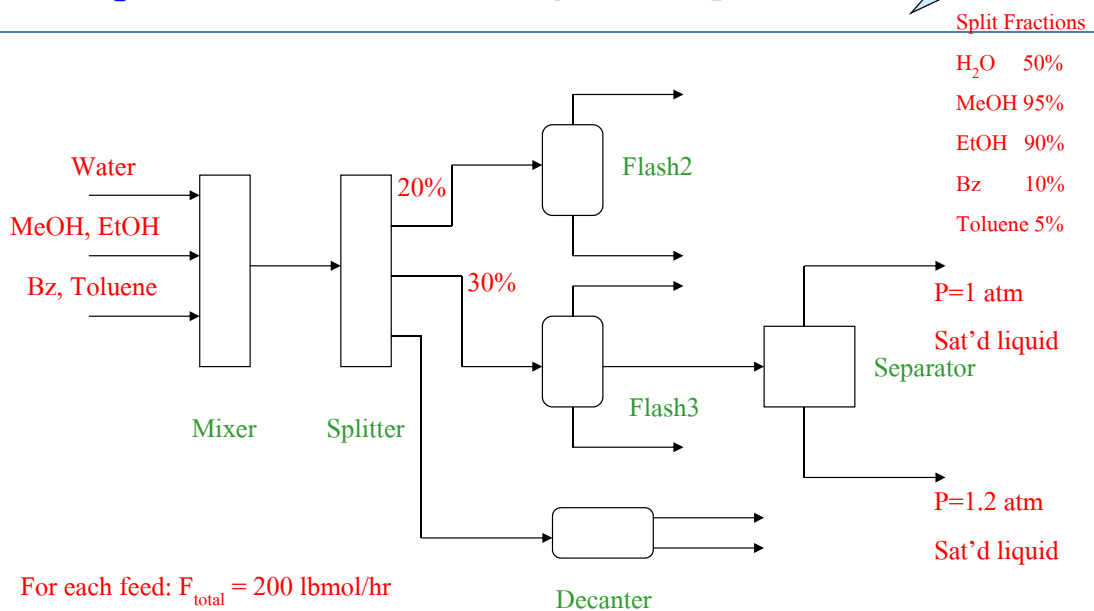 Split Fractions
H₂O 50%
MeOH 95%
EtOH 90%
Bz 10%
Toluene 5%
Water
MeOH, EtOH
Bz, Toluene
Mixer
Splitter
20%
30%
Flash2
Flash3
Separator
P=1 atm
Sat’d liquid
P=1.2 atm
Sat’d liquid
Decanter
For each feed: F_total = 200 lbmol/hr